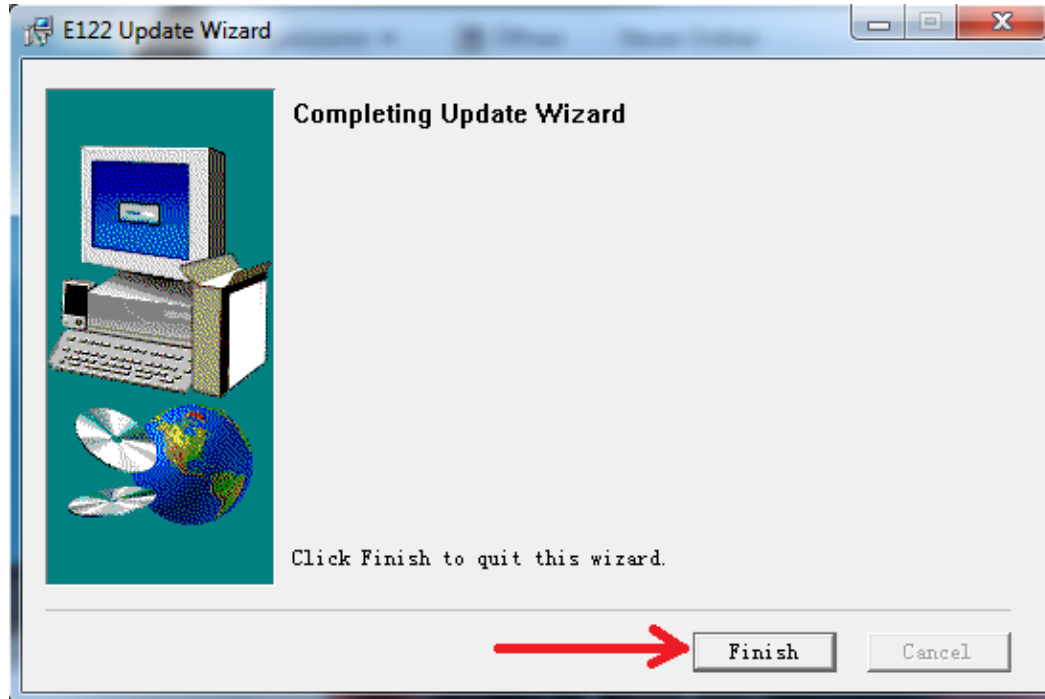 E122 Update Wizard
Completing Update Wizard
Click Finish to quit this wizard.
Finish
Cancel